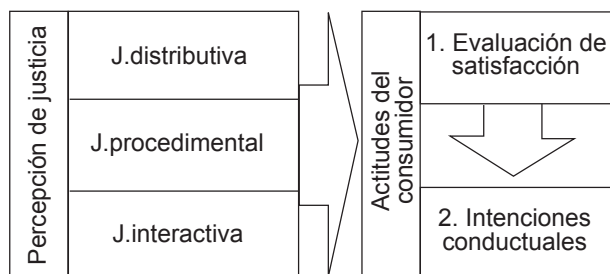 Percepción de justicia
J.distributiva
J.procedimental
J.interactiva
Actitudes del
consumidor
1. Evaluación de
satisfacción
2. Intenciones
conductuales